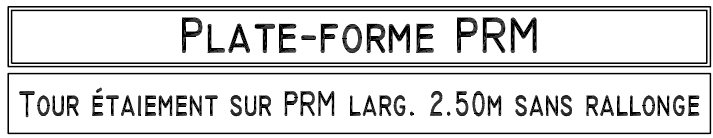 Plate-forme PRM
Tour étaiement sur PRM larg. 2.50m sans rallonge